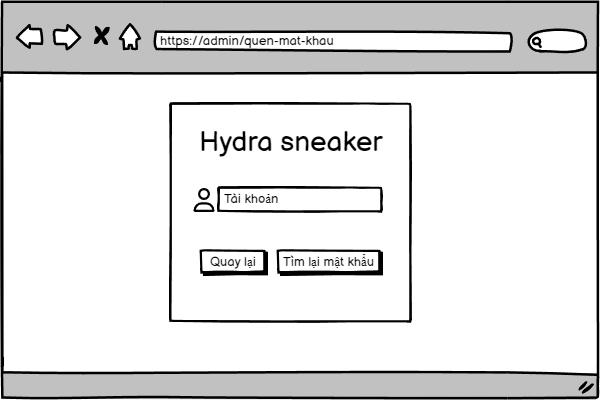 https://admin/quen-mat-khau
Hydra sneaker
Tài khoản
Quay lại
Tìm lại mật khẩu